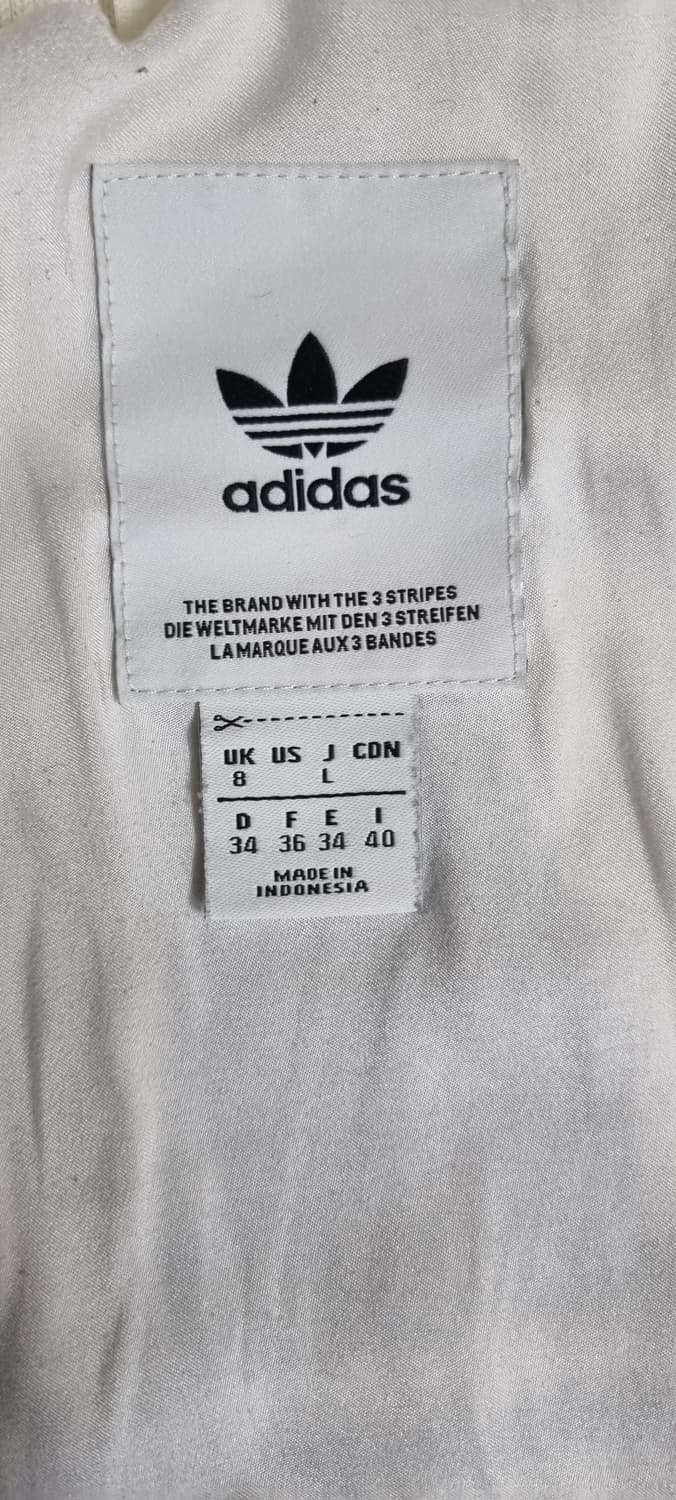 adidas
THE BRAND WITH THE 3 STRIPES
DIE WELTMARKE MIT DEN 3 STREIFEN
LA MARQUE AUX 3 BANDES
UK US J CDN
8 L
D F E I
34 36 34 40
MADE IN
INDONESIA